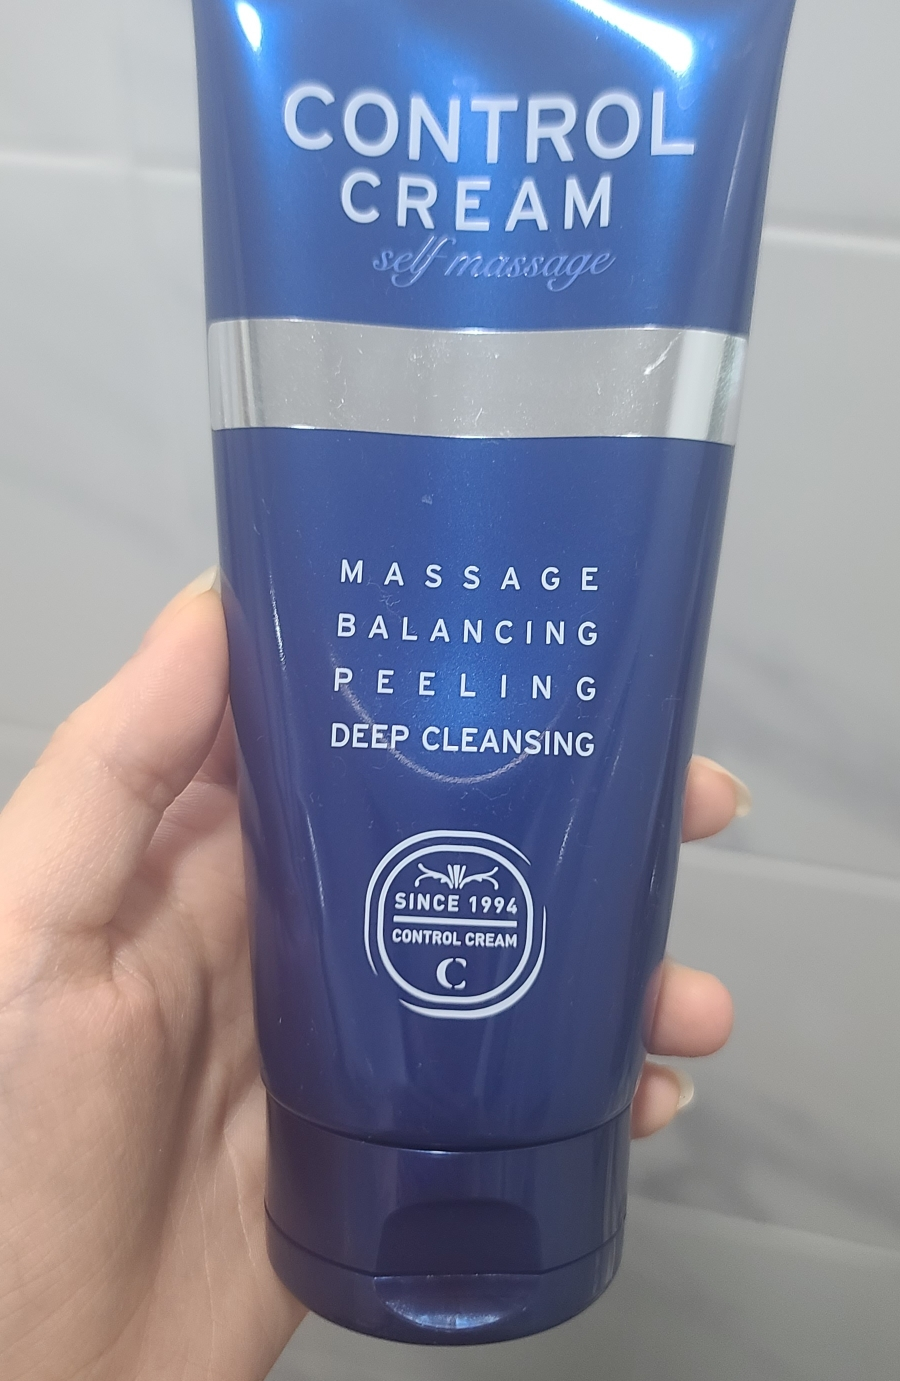 CONTROL
CREAM
self massage
MASSAGE
BALANCING
PEELING
DEEP CLEANSING
SINCE 1994
CONTROL CREAM
C